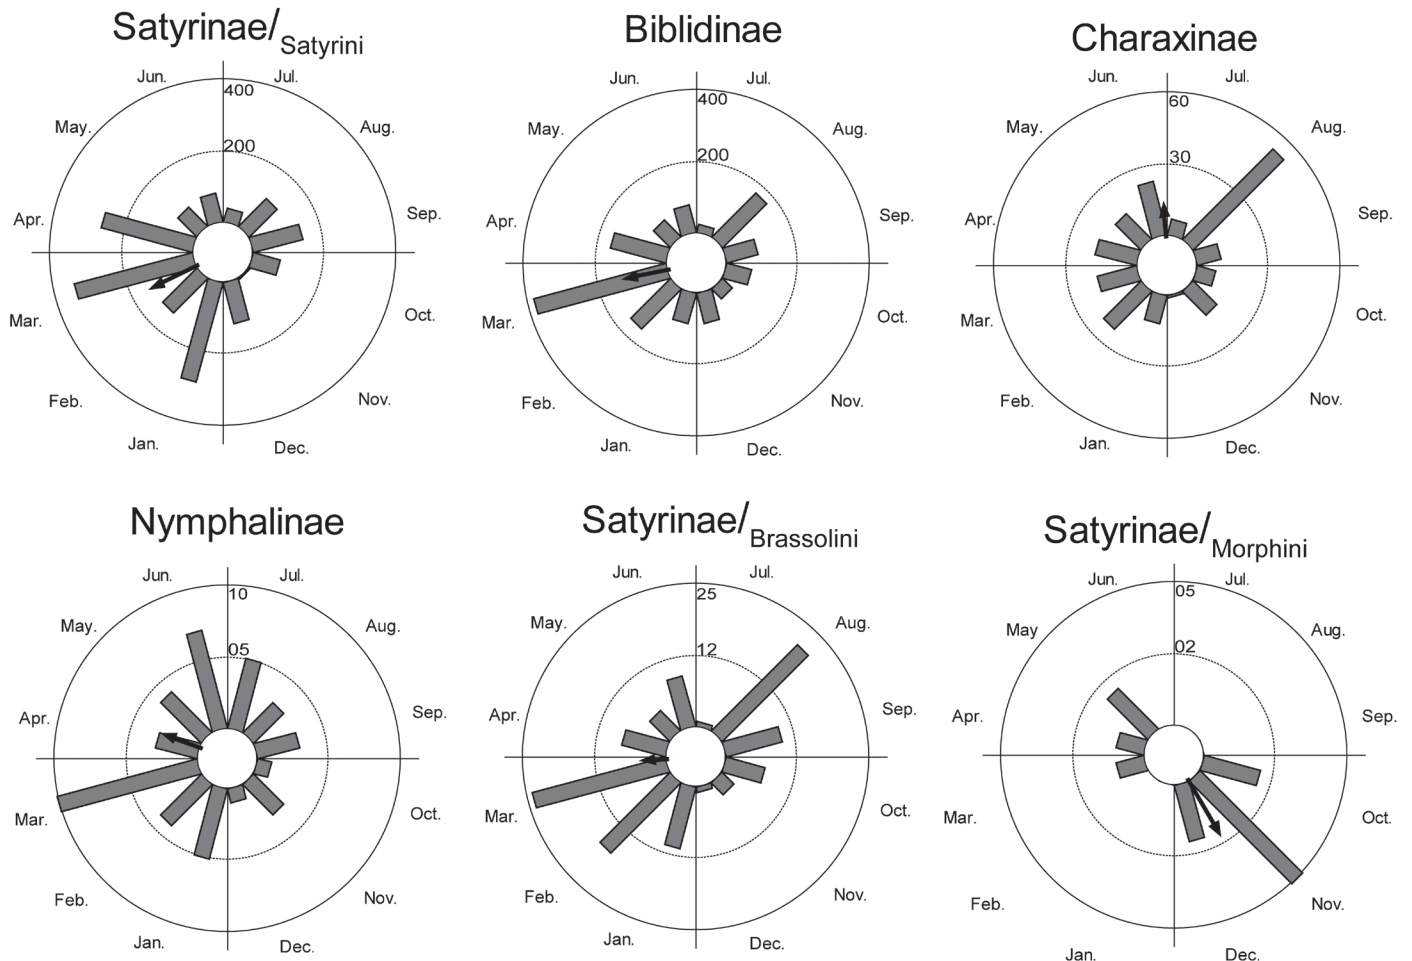 Satyrinae/Satyrini
Biblidinae
Charaxinae
Jun. Jul.
400
May. Aug.
200
Apr. Sep.
Mar. Oct.
Feb. Nov.
Jan. Dec.
Jun. Jul.
400
May. Aug.
200
Apr. Sep.
Mar. Oct.
Feb. Nov.
Jan. Dec.
Jun. Jul.
60
May. Aug.
30
Apr. Sep.
Mar. Oct.
Feb. Nov.
Jan. Dec.
Nymphalinae
Satyrinae/Brassolini
Satyrinae/Morphini
Jun. Jul.
10
May. Aug.
05
Apr. Sep.
Mar. Oct.
Feb. Nov.
Jan. Dec.
Jun. Jul.
25
May. Aug.
12
Apr. Sep.
Mar. Oct.
Feb. Nov.
Jan. Dec.
Jun. Jul.
05
May Aug.
02
Apr. Sep.
Mar. Oct.
Feb. Nov.
Jan. Dec.